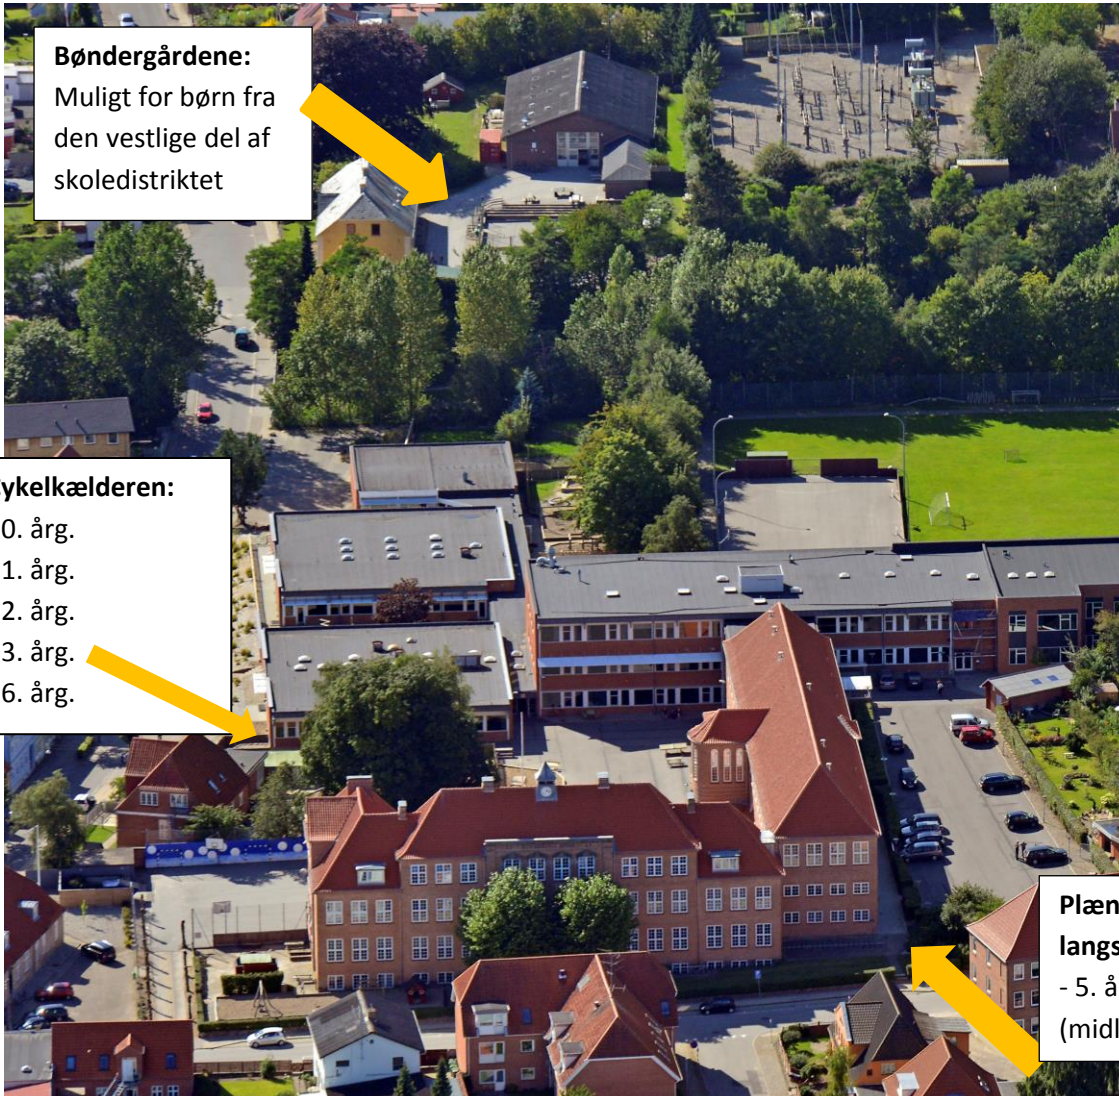 Bøndergårdene:
Muligt for børn fra
den vestlige del af
skoledistriktet
ykelkælderen:
0. årg.
1. årg.
2. årg.
3. årg.
6. årg.
Plæn
langs
- 5. å
(midl